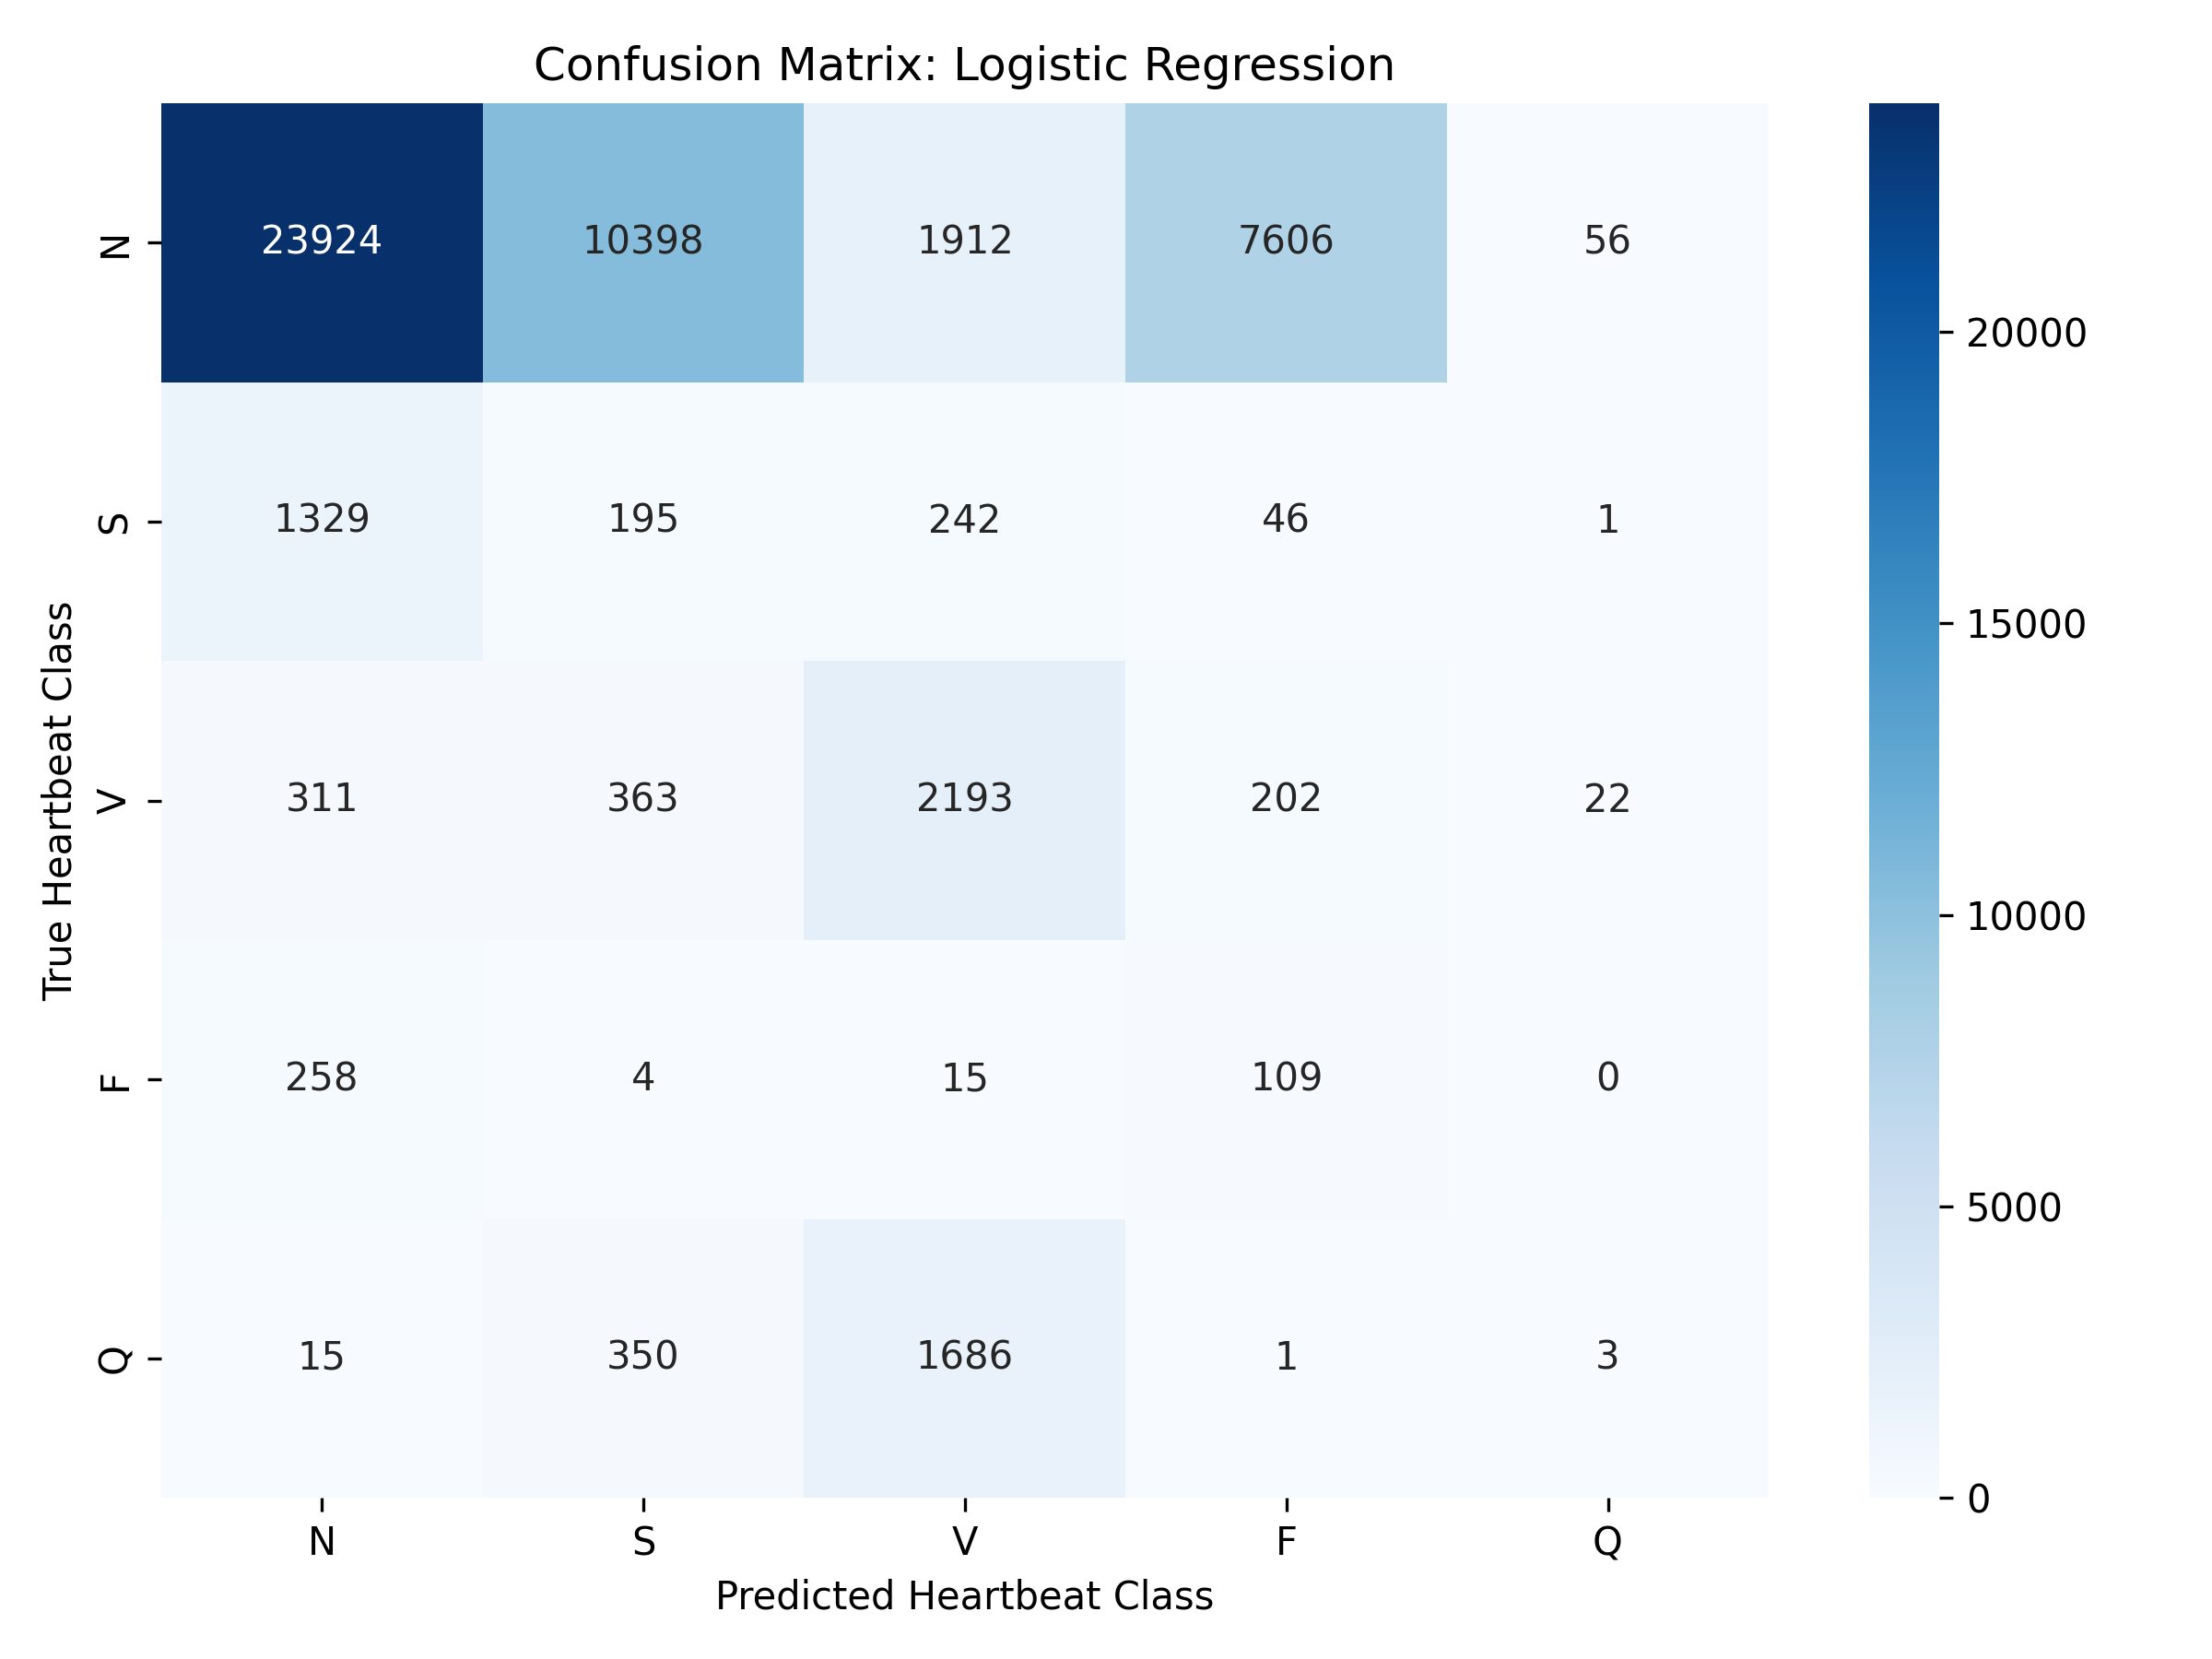 Confusion Matrix: Logistic Regression
True Heartbeat Class
N 23924 10398 1912 7606 56
S 1329 195 242 46 1
V 311 363 2193 202 22
F 258 4 15 109 0
Q 15 350 1686 1 3
N S V F Q
Predicted Heartbeat Class
20000
15000
10000
5000
0